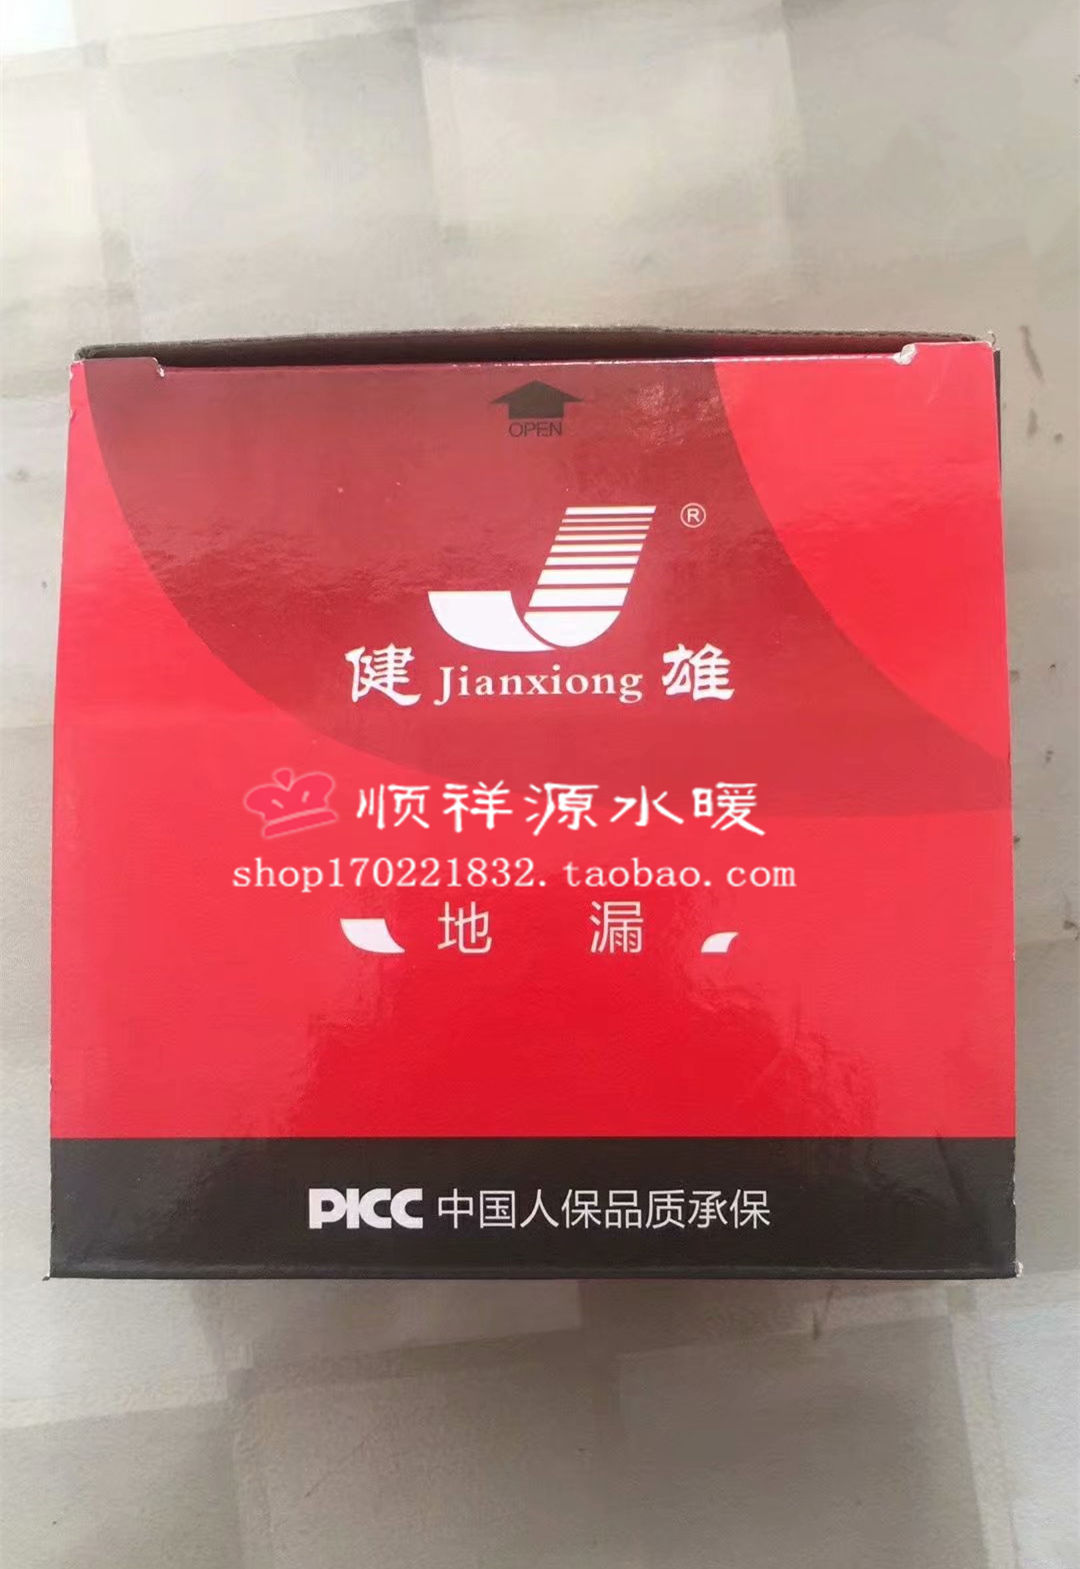 OPEN
®
健 Jianxiong 雄
顺祥源水暖
shop170221832.taobao.com
地 漏
PICC 中国人保品质承保